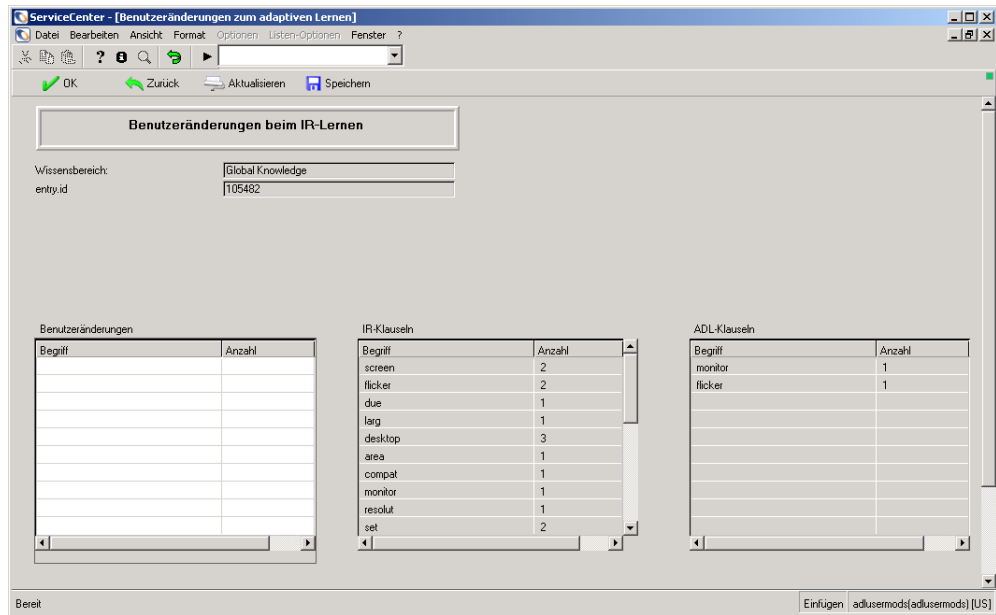 ServiceCenter - [Benutzeränderungen zum adaptiven Lernen]
Datei Bearbeiten Ansicht Format Optionen Listen-Optionen Fenster ?
OK Zurück Aktualisieren Speichern
Benutzeränderungen beim IR-Lernen
Wissensbereich: Global Knowledge
entry.id 105482
Benutzeränderungen
Begriff Anzahl
IR-Klauseln
Begriff Anzahl
screen 2
flicker 2
due 1
larg 1
desktop 3
area 1
compat 1
monitor 1
resolut 1
set 2
ADL-Klauseln
Begriff Anzahl
monitor 1
flicker 1
Bereit Einfügen adlusermods(adlusermods) [US]